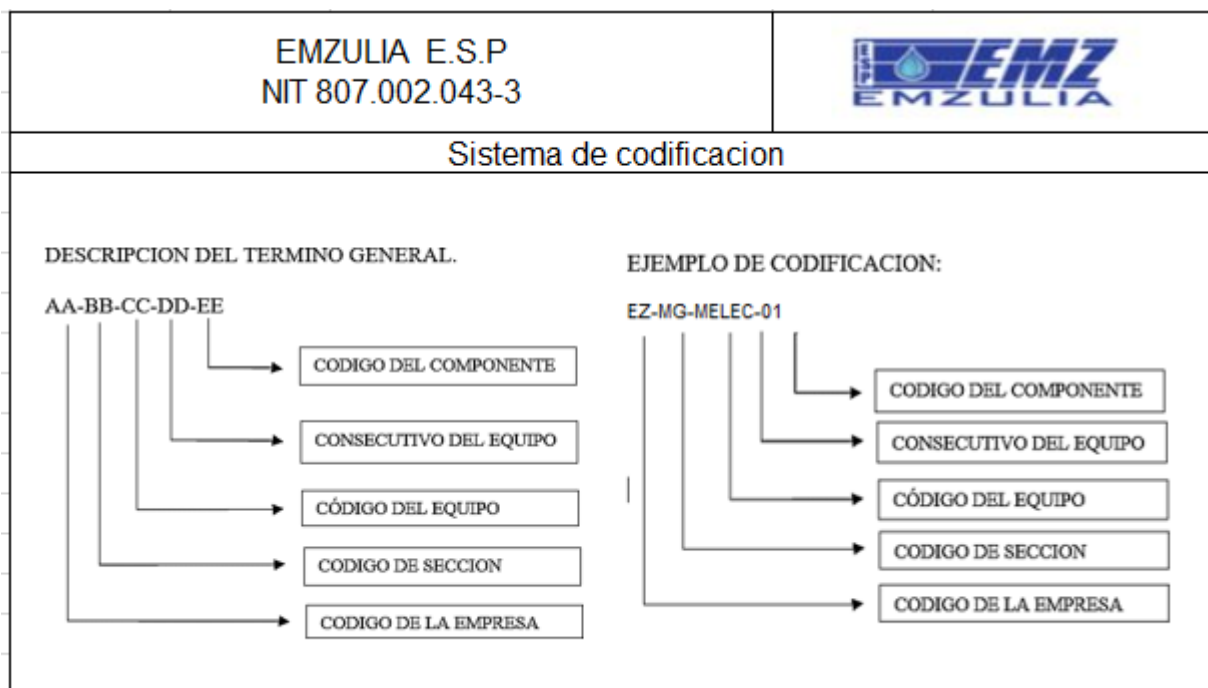 EMZULIA E.S.P
NIT 807.002.043-3
ESP EMZ
EMZULIA
Sistema de codificacion
DESCRIPCION DEL TERMINO GENERAL.
AA-BB-CC-DD-EE
CODIGO DEL COMPONENTE
CONSECUTIVO DEL EQUIPO
CÓDIGO DEL EQUIPO
CODIGO DE SECCION
CODIGO DE LA EMPRESA
EJEMPLO DE CODIFICACION:
EZ-MG-MELEC-01
CODIGO DEL COMPONENTE
CONSECUTIVO DEL EQUIPO
CÓDIGO DEL EQUIPO
CODIGO DE SECCION
CODIGO DE LA EMPRESA